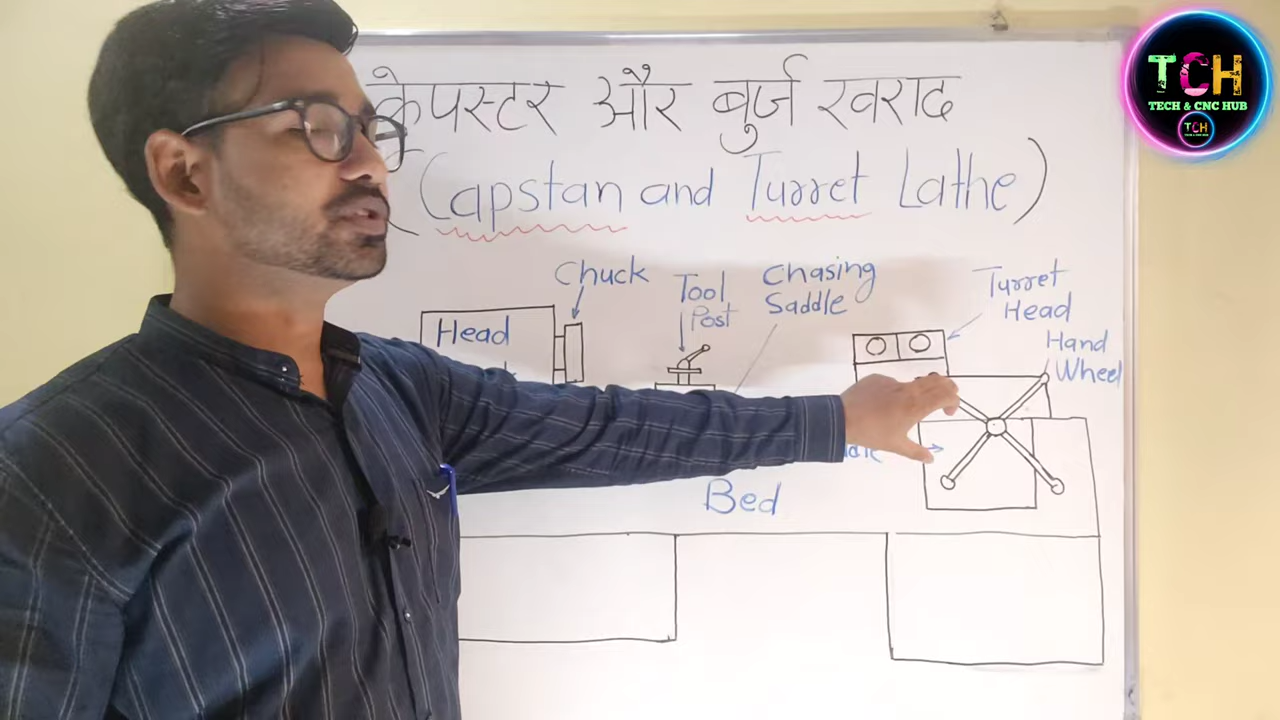 केपस्टर और बुर्ज खराद
(Capstan and Turret Lathe)
TCH
TECH & CNC HUB
TCH
Chuck
Tool
Post
Chasing
Saddle
Turret
Head
Hand
Wheel
Head
Bed